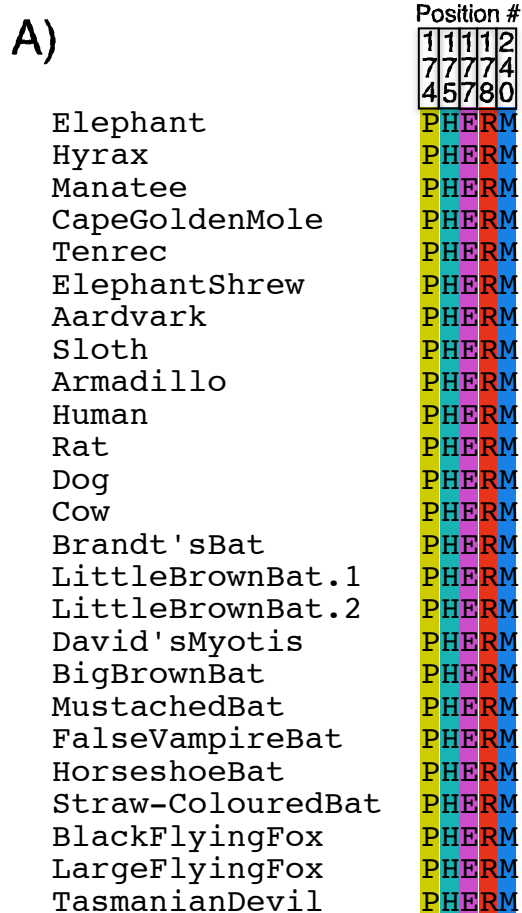 A)
Position #
1 1 1 1 2
7 7 7 7 4
4 5 7 8 0
Elephant PHERM
Hyrax PHERM
Manatee PHERM
CapeGoldenMole PHERM
Tenrec PHERM
ElephantShrew PHERM
Aardvark PHERM
Sloth PHERM
Armadillo PHERM
Human PHERM
Rat PHERM
Dog PHERM
Cow PHERM
Brandt'sBat PHERM
LittleBrownBat.1 PHERM
LittleBrownBat.2 PHERM
David'sMyotis PHERM
BigBrownBat PHERM
MustachedBat PHERM
FalseVampireBat PHERM
HorseshoeBat PHERM
Straw-ColouredBat PHERM
BlackFlyingFox PHERM
LargeFlyingFox PHERM
TasmanianDevil PHERM